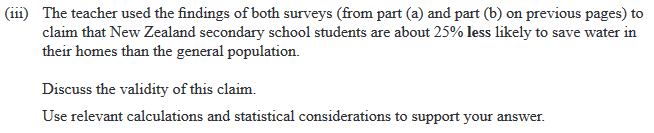 (iii) The teacher used the findings of both surveys (from part (a) and part (b) on previous pages) to
claim that New Zealand secondary school students are about 25% less likely to save water in
their homes than the general population.
Discuss the validity of this claim.
Use relevant calculations and statistical considerations to support your answer.